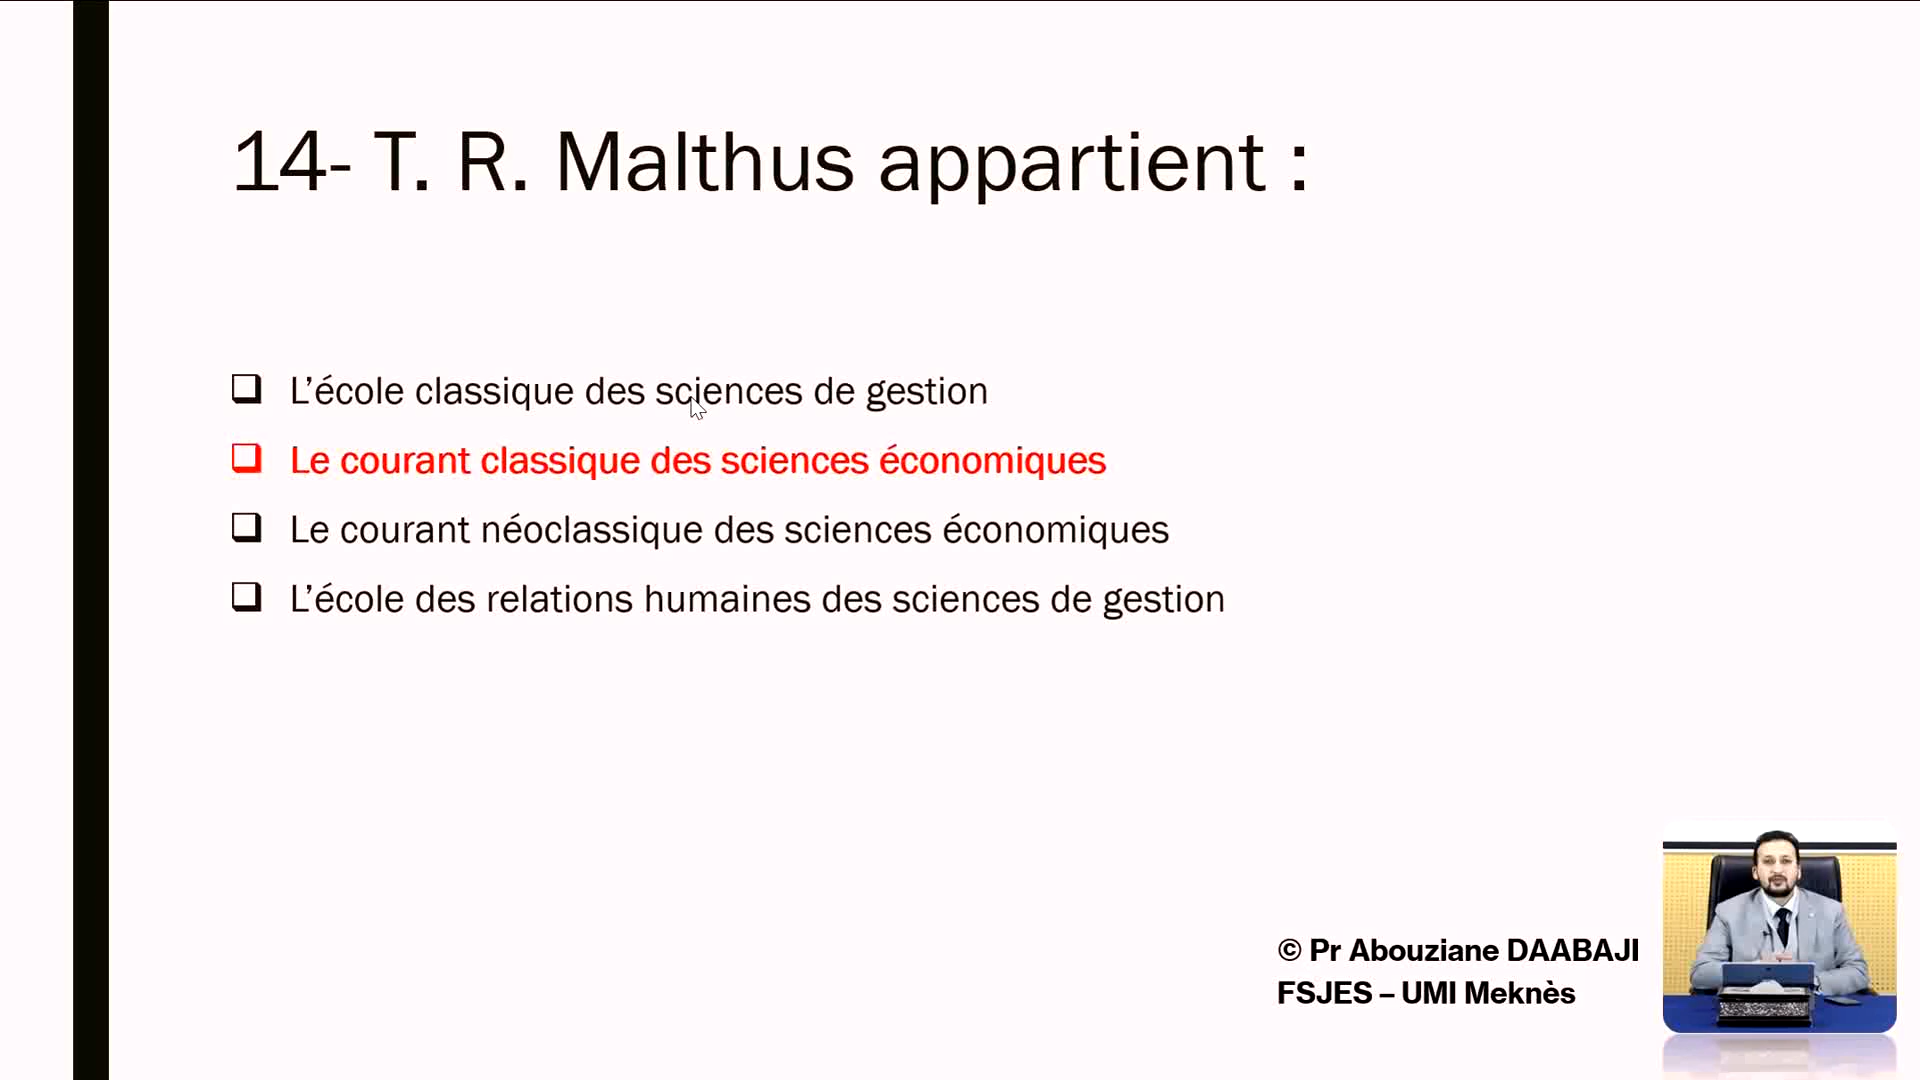 14- T. R. Malthus appartient :
L’école classique des sciences de gestion
Le courant classique des sciences économiques
Le courant néoclassique des sciences économiques
L’école des relations humaines des sciences de gestion
© Pr Abouziane DAABAJI
FSJES – UMI Meknès